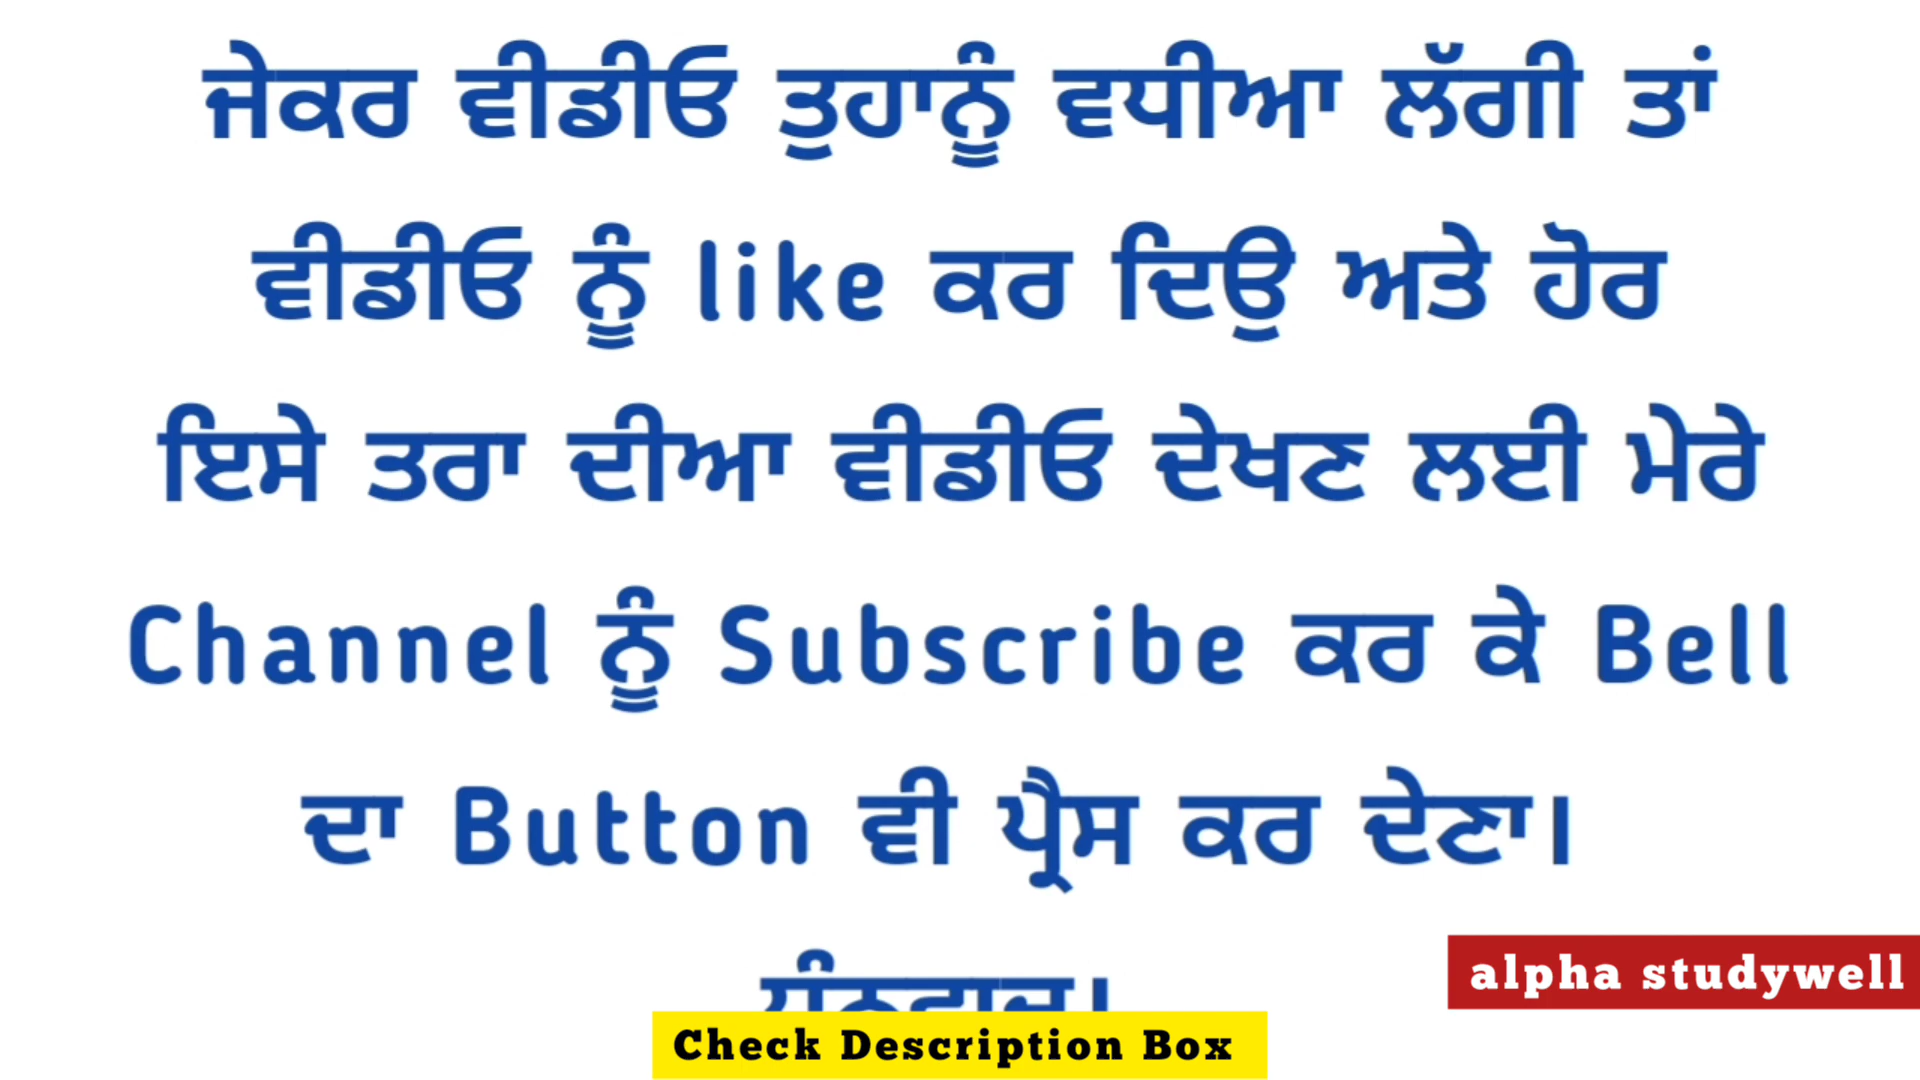 ਜੇਕਰ ਵੀਡੀਓ ਤੁਹਾਨੂੰ ਵਧੀਆ ਲੱਗੀ ਤਾਂ
ਵੀਡੀਓ ਨੂੰ like ਕਰ ਦਿਉ ਅਤੇ ਹੋਰ
ਇਸੇ ਤਰਾ ਦੀਆ ਵੀਡੀਓ ਦੇਖਣ ਲਈ ਮੇਰੇ
Channel ਨੂੰ Subscribe ਕਰ ਕੇ Bell
ਦਾ Button ਵੀ ਪ੍ਰੈਸ ਕਰ ਦੇਣਾ।
alpha studywell
Check Description Box